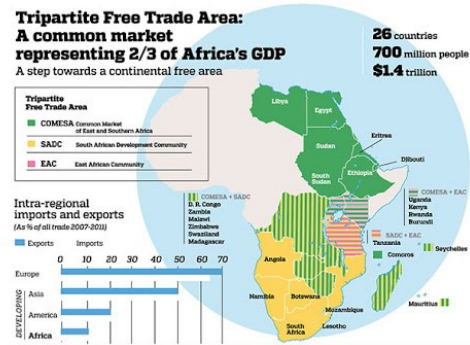 Tripartite Free Trade Area:
A common market
representing 2/3 of Africa's GDP
A step towards a continental free area
26 countries
700 million people
$1.4 trillion
Tripartite
Free Trade Area
COMESA Common Market
of East and Southern Africa
SADC South African Development Community
EAC East African Community
Libya
Egypt
Eritrea
Sudan
Djibouti
South
Sudan
Ethiopia
COMESA + EAC
Uganda
Kenya
Rwanda
Burundi
COMESA + SADC
D. R. Congo
Zambia
Malawi
Zimbabwe
Swaziland
Madagascar
SADC + EAC
Tanzania
Seychelles
Comoros
Angola
Mauritius
Namibia
Botswana
Mozambique
South
Africa
Lesotho
Intra-regional
imports and exports
(As % of all trade 2007-2011)
Exports Imports
0 10 20 30 40 50 60 70
Europe
DEVELOPING
Asia
America
Africa